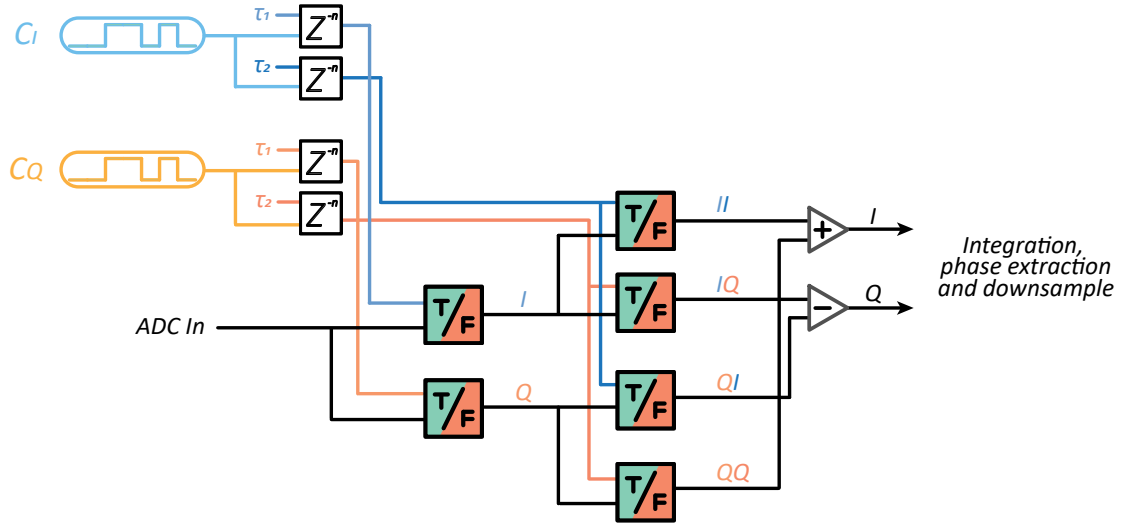 CI
τ1
Z-n
τ2
Z-n
CQ
τ1
Z-n
τ2
Z-n
T/F
II
+
I
T/F
IQ
−
Q
Integration,
phase extraction
and downsample
ADC In
T/F
I
T/F
Q
T/F
QI
T/F
QQ